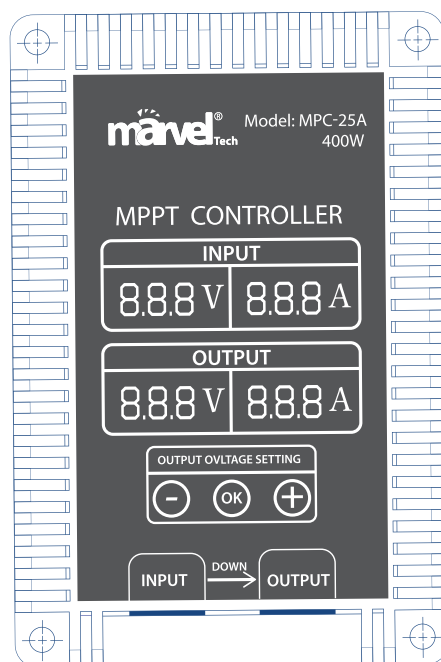 marvel® Tech
Model: MPC-25A
400W
MPPT CONTROLLER
INPUT
8.8.8 V 8.8.8 A
OUTPUT
8.8.8 V 8.8.8 A
OUTPUT OVLTAGE SETTING
- OK +
DOWN
INPUT OUTPUT